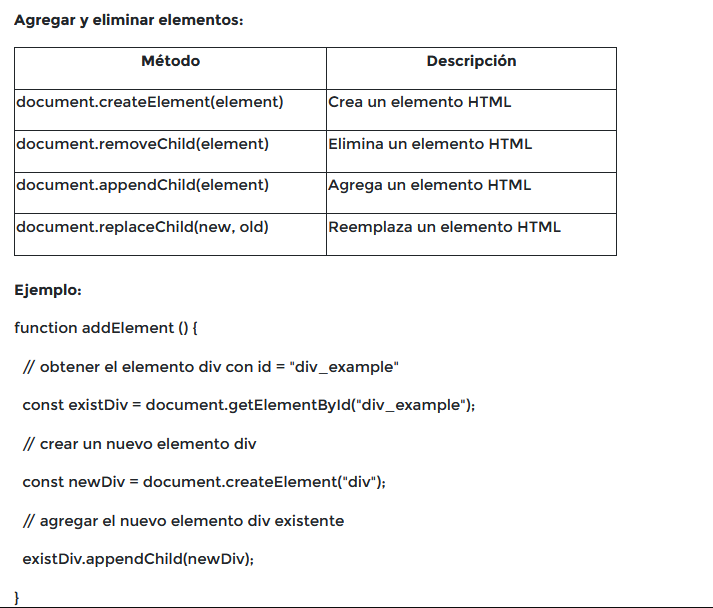 Agregar y eliminar elementos:
Método Descripción
document.createElement(element) Crea un elemento HTML
document.removeChild(element) Elimina un elemento HTML
document.appendChild(element) Agrega un elemento HTML
document.replaceChild(new, old) Reemplaza un elemento HTML
Ejemplo:
function addElement () {
// obtener el elemento div con id = "div_example"
const existDiv = document.getElementById("div_example");
// crear un nuevo elemento div
const newDiv = document.createElement("div");
// agregar el nuevo elemento div existente
existDiv.appendChild(newDiv);
}